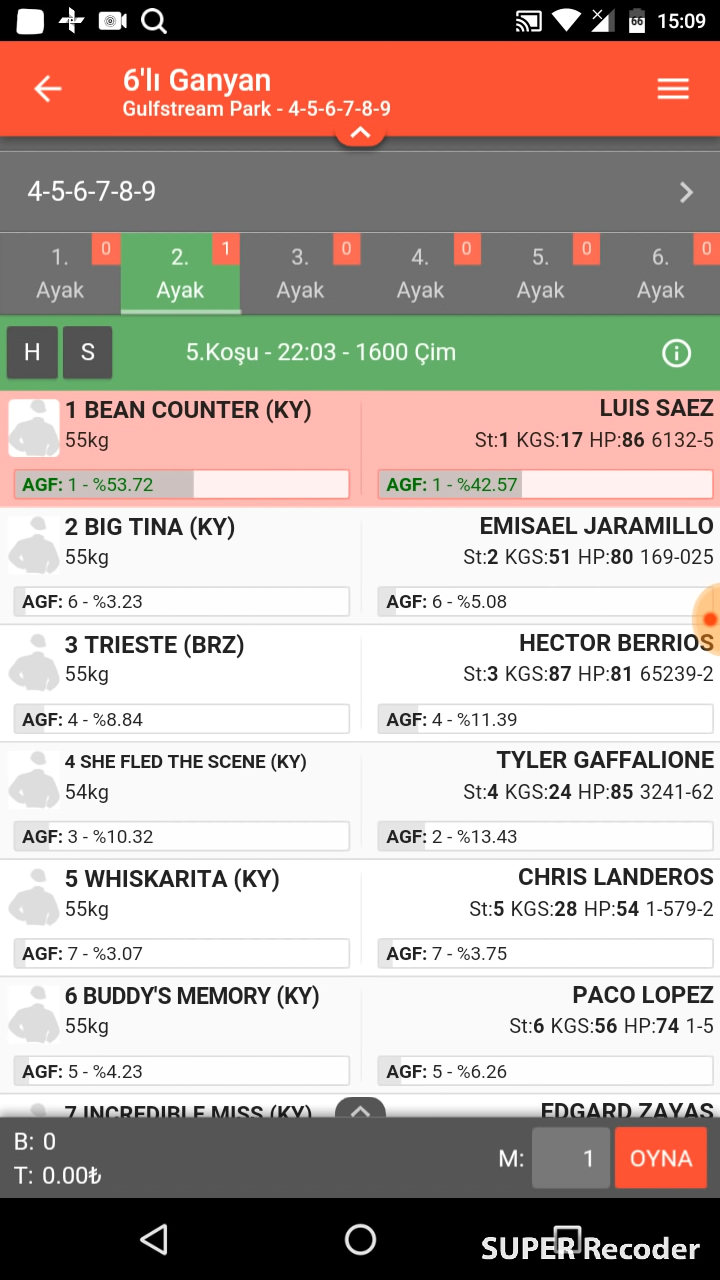 66 15:09
6'lı Ganyan
Gulfstream Park - 4-5-6-7-8-9
4-5-6-7-8-9
1. Ayak 0
2. Ayak 1
3. Ayak 0
4. Ayak 0
5. Ayak 0
6. Ayak 0
H S 5.Koşu - 22:03 - 1600 Çim
1 BEAN COUNTER (KY) LUIS SAEZ
55kg St:1 KGS:17 HP:86 6132-5
AGF: 1 - %53.72 AGF: 1 - %42.57
2 BIG TINA (KY) EMISAEL JARAMILLO
55kg St:2 KGS:51 HP:80 169-025
AGF: 6 - %3.23 AGF: 6 - %5.08
3 TRIESTE (BRZ) HECTOR BERRIOS
55kg St:3 KGS:87 HP:81 65239-2
AGF: 4 - %8.84 AGF: 4 - %11.39
4 SHE FLED THE SCENE (KY) TYLER GAFFALIONE
54kg St:4 KGS:24 HP:85 3241-62
AGF: 3 - %10.32 AGF: 2 - %13.43
5 WHISKARITA (KY) CHRIS LANDEROS
55kg St:5 KGS:28 HP:54 1-579-2
AGF: 7 - %3.07 AGF: 7 - %3.75
6 BUDDY'S MEMORY (KY) PACO LOPEZ
55kg St:6 KGS:56 HP:74 1-5
AGF: 5 - %4.23 AGF: 5 - %6.26
7 INCREDIBLE MISS (KY) EDGARD ZAYAS
B: 0
T: 0.00₺ M: 1 OYNA
SUPER Recoder